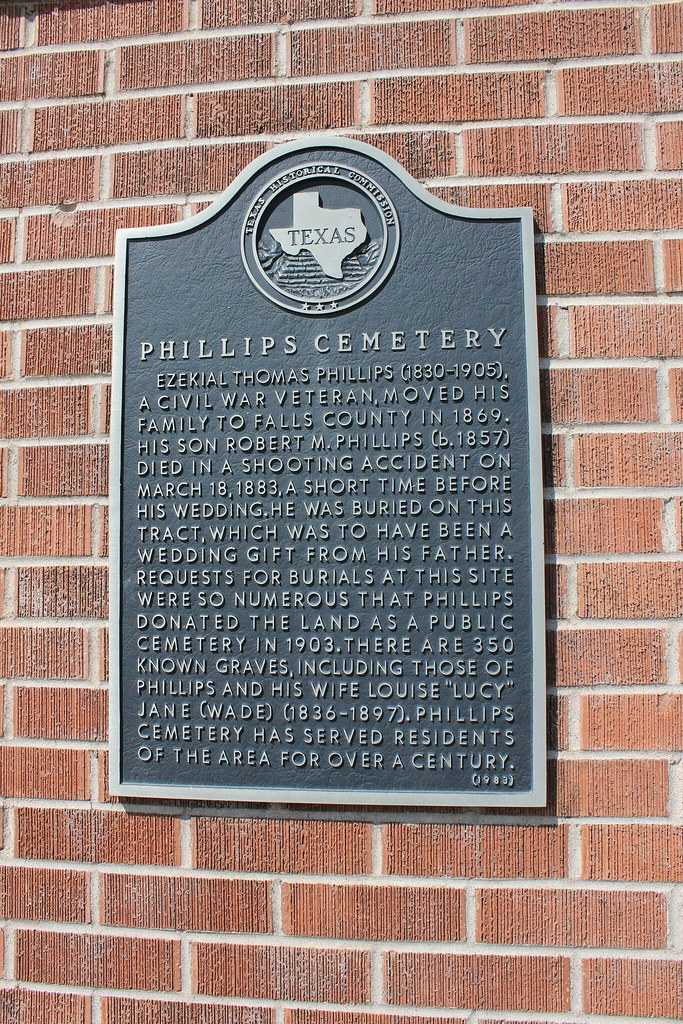 TEXAS HISTORICAL COMMISSION
TEXAS
PHILLIPS CEMETERY
EZEKIAL THOMAS PHILLIPS (1830-1905),
A CIVIL WAR VETERAN, MOVED HIS
FAMILY TO FALLS COUNTY IN 1869.
HIS SON ROBERT M. PHILLIPS (b. 1857)
DIED IN A SHOOTING ACCIDENT ON
MARCH 18, 1883, A SHORT TIME BEFORE
HIS WEDDING. HE WAS BURIED ON THIS
TRACT, WHICH WAS TO HAVE BEEN A
WEDDING GIFT FROM HIS FATHER.
REQUESTS FOR BURIALS AT THIS SITE
WERE SO NUMEROUS THAT PHILLIPS
DONATED THE LAND AS A PUBLIC
CEMETERY IN 1903. THERE ARE 350
KNOWN GRAVES, INCLUDING THOSE OF
PHILLIPS AND HIS WIFE LOUISE "LUCY"
JANE (WADE) (1836-1897). PHILLIPS
CEMETERY HAS SERVED RESIDENTS
OF THE AREA FOR OVER A CENTURY.
(1983)